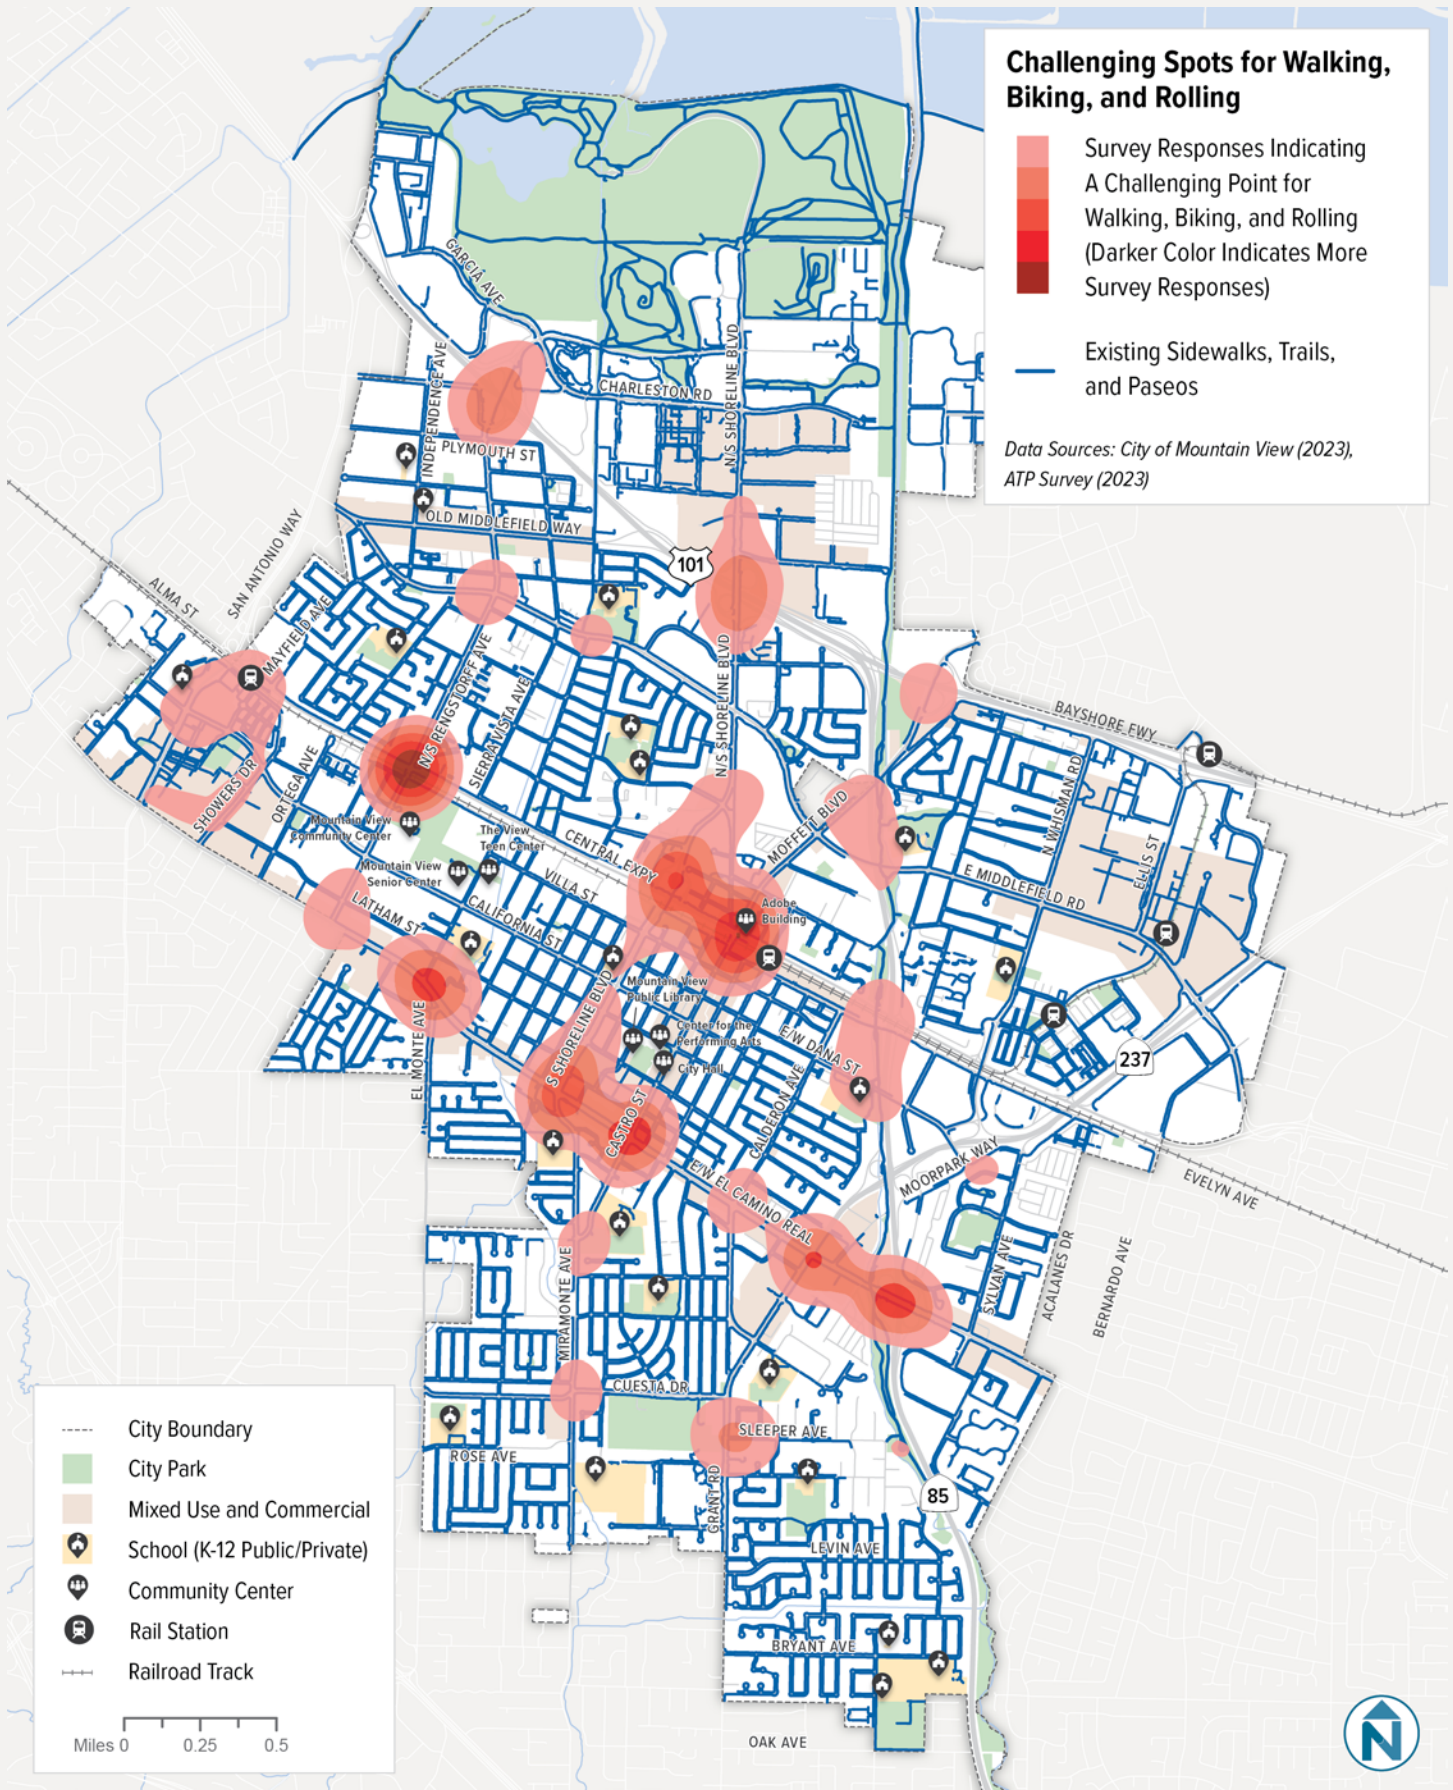 Challenging Spots for Walking,
Biking, and Rolling
Survey Responses Indicating
A Challenging Point for
Walking, Biking, and Rolling
(Darker Color Indicates More
Survey Responses)
Existing Sidewalks, Trails,
and Paseos
Data Sources: City of Mountain View (2023),
ATP Survey (2023)
GARCIA AVE
N/S SHORELINE BLVD
INDEPENDENCE AVE
CHARLESTON RD
PLYMOUTH ST
OLD MIDDLEFIELD WAY
101
SAN ANTONIO WAY
ALMA ST
MAYFIELD AVE
N/S RENGSTORFF AVE
SIERRA VISTA AVE
N/S SHORELINE BLVD
BAYSHORE FWY
SHOWERS DR
ORTEGA AVE
Mountain View
Community Center
The View
Teen Center
Mountain View
Senior Center
CENTRAL EXPY
MOFFETT BLVD
N WHISMAN RD
ELLIS ST
E MIDDLEFIELD RD
VILLA ST
CALIFORNIA ST
LATHAM ST
Adobe
Building
Mountain View
Public Library
Center for the
Performing Arts
City Hall
S SHORELINE BLVD
E/W DANA ST
237
EL MONTE AVE
CASTRO ST
CALDERON AVE
MOORPARK WAY
EVELYN AVE
E/W EL CAMINO REAL
MIRAMONTE AVE
SYLVAN AVE
ACALANES DR
BERNARDO AVE
CUESTA DR
SLEEPER AVE
ROSE AVE
GRANT RD
85
LEVIN AVE
BRYANT AVE
OAK AVE
City Boundary
City Park
Mixed Use and Commercial
School (K-12 Public/Private)
Community Center
Rail Station
Railroad Track
Miles 0 0.25 0.5
N